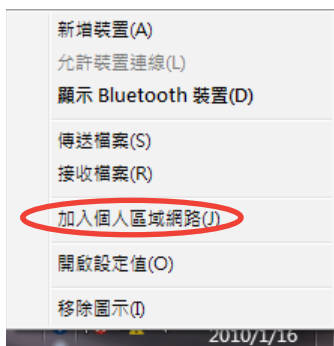 新增裝置(A)
允許裝置連線(L)
顯示 Bluetooth 裝置(D)
傳送檔案(S)
接收檔案(R)
加入個人區域網路(J)
開啟設定值(O)
移除圖示(I)
2010/1/16